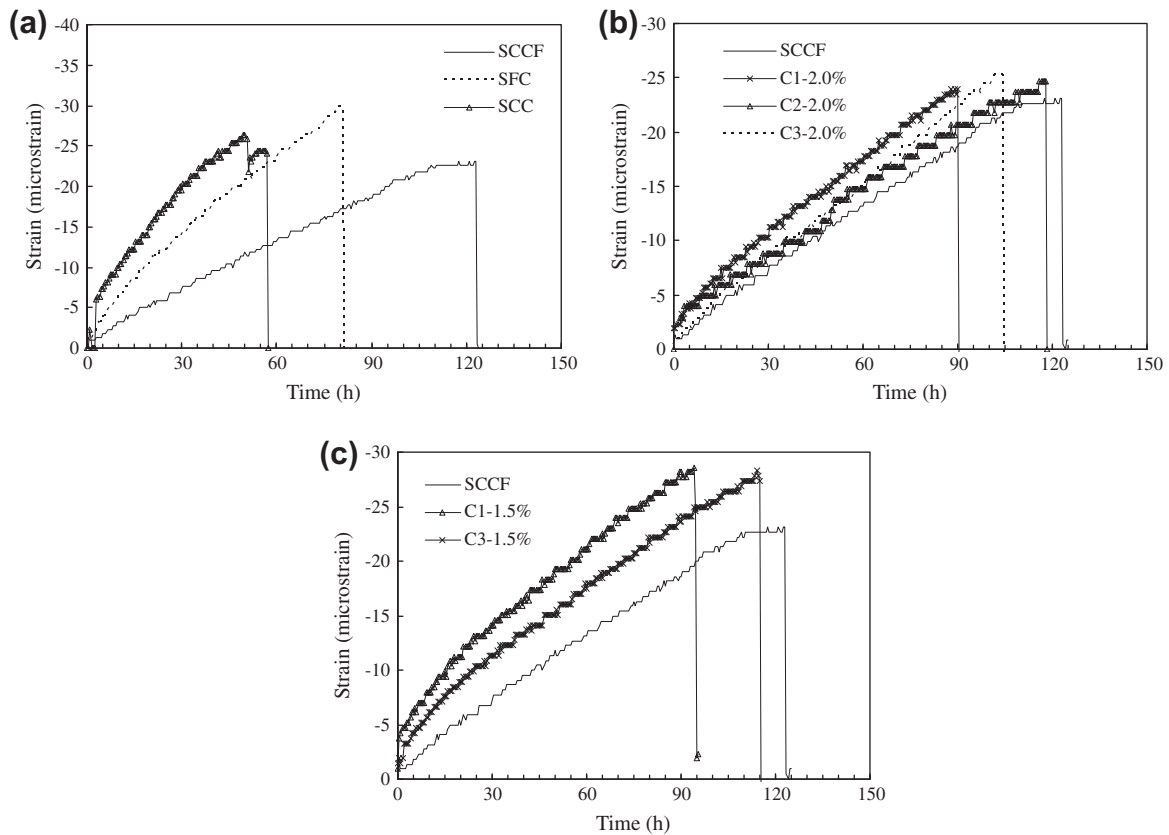 (a)
-40
-35
-30
-25
-20
-15
-10
-5
0
Strain (microstrain)
SCCF
SFC
SCC
0 30 60 90 120 150
Time (h)
(b)
-30
-25
-20
-15
-10
-5
0
Strain (microstrain)
SCCF
C1-2.0%
C2-2.0%
C3-2.0%
0 30 60 90 120 150
Time (h)
(c)
-30
-25
-20
-15
-10
-5
0
Strain (microstrain)
SCCF
C1-1.5%
C3-1.5%
0 30 60 90 120 150
Time (h)